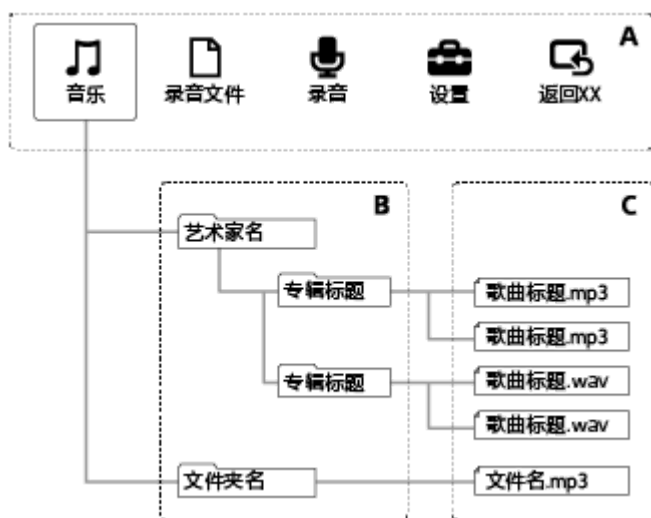 A
音乐
录音文件
录音
设置
返回XX
B
C
艺术家名
专辑标题
歌曲标题.mp3
歌曲标题.mp3
专辑标题
歌曲标题.wav
歌曲标题.wav
文件夹名
文件名.mp3